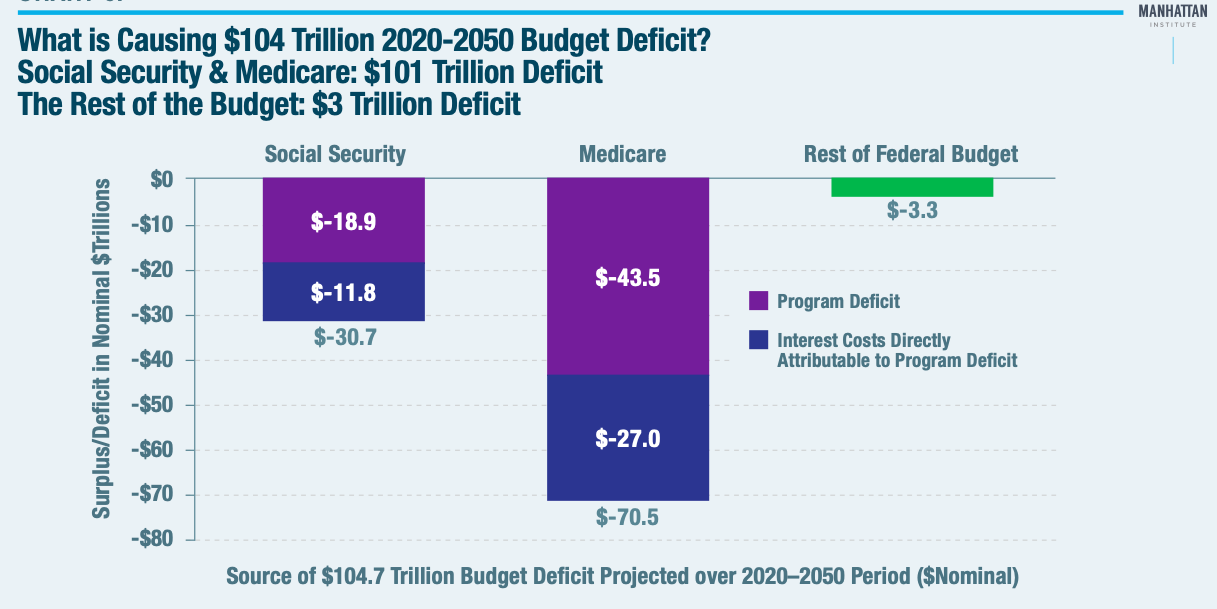 MANHATTAN
INSTITUTE
What is Causing $104 Trillion 2020-2050 Budget Deficit?
Social Security & Medicare: $101 Trillion Deficit
The Rest of the Budget: $3 Trillion Deficit
Social Security
Medicare
Rest of Federal Budget
Surplus/Deficit in Nominal $Trillions
$0
-$10
-$20
-$30
-$40
-$50
-$60
-$70
-$80
$-18.9
$-11.8
$-30.7
$-43.5
$-27.0
$-70.5
$-3.3
Program Deficit
Interest Costs Directly
Attributable to Program Deficit
Source of $104.7 Trillion Budget Deficit Projected over 2020–2050 Period ($Nominal)